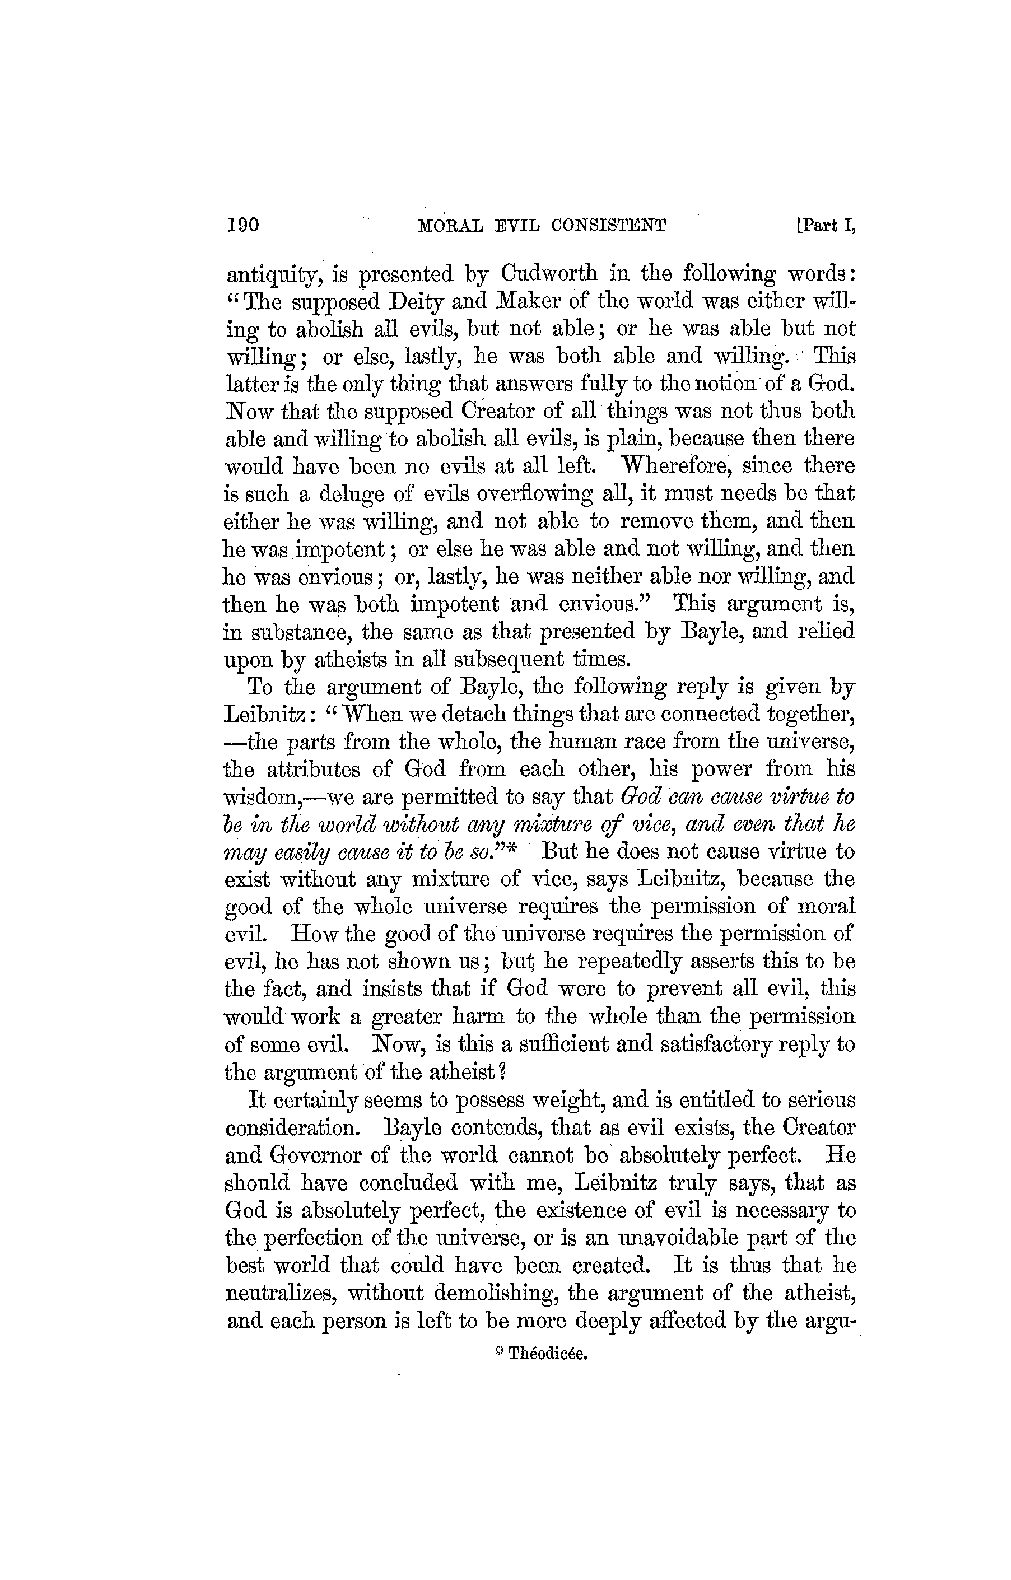 190 MORAL EVIL CONSISTENT [Part I,
antiquity, is presented by Cudworth in the following words:
“The supposed Deity and Maker of the world was either will-
ing to abolish all evils, but not able; or he was able but not
willing; or else, lastly, he was both able and willing. This
latter is the only thing that answers fully to the notion of a God.
Now that the supposed Creator of all things was not thus both
able and willing to abolish all evils, is plain, because then there
would have been no evils at all left. Wherefore, since there
is such a deluge of evils overflowing all, it must needs be that
either he was willing, and not able to remove them, and then
he was impotent; or else he was able and not willing, and then
he was envious; or, lastly, he was neither able nor willing, and
then he was both impotent and envious.” This argument is,
in substance, the same as that presented by Bayle, and relied
upon by atheists in all subsequent times.
To the argument of Bayle, the following reply is given by
Leibnitz: “When we detach things that are connected together,
—the parts from the whole, the human race from the universe,
the attributes of God from each other, his power from his
wisdom,—we are permitted to say that God can cause virtue to
be in the world without any mixture of vice, and even that he
may easily cause it to be so.”* But he does not cause virtue to
exist without any mixture of vice, says Leibnitz, because the
good of the whole universe requires the permission of moral
evil. How the good of the universe requires the permission of
evil, he has not shown us; but he repeatedly asserts this to be
the fact, and insists that if God were to prevent all evil, this
would work a greater harm to the whole than the permission
of some evil. Now, is this a sufficient and satisfactory reply to
the argument of the atheist?
It certainly seems to possess weight, and is entitled to serious
consideration. Bayle contends, that as evil exists, the Creator
and Governor of the world cannot be absolutely perfect. He
should have concluded with me, Leibnitz truly says, that as
God is absolutely perfect, the existence of evil is necessary to
the perfection of the universe, or is an unavoidable part of the
best world that could have been created. It is thus that he
neutralizes, without demolishing, the argument of the atheist,
and each person is left to be more deeply affected by the argu-
* Théodicée.